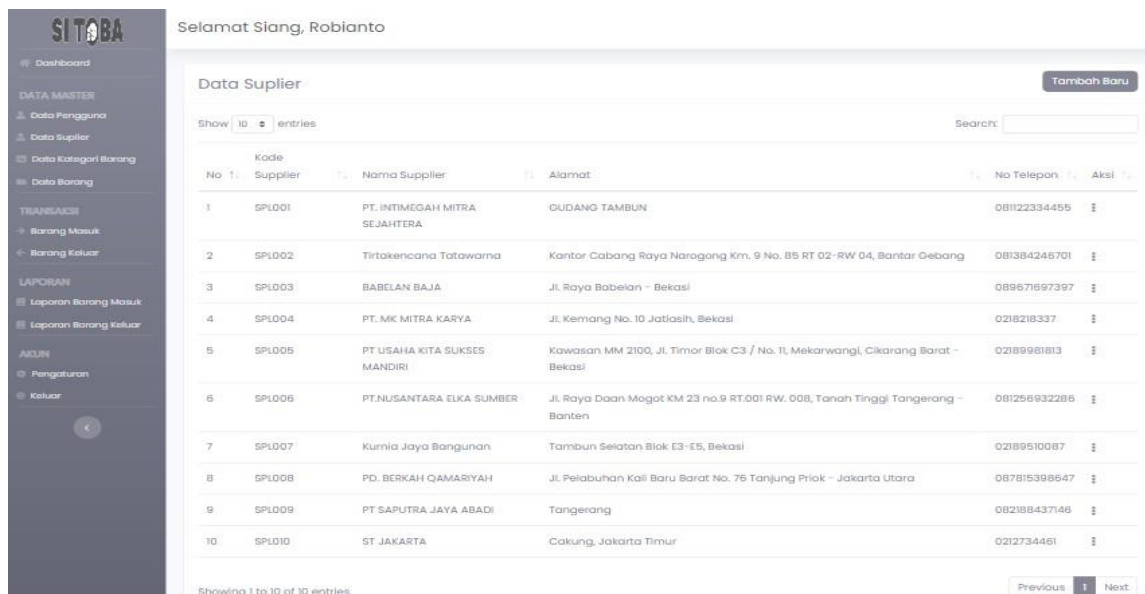 SITOBA
Dashboard
DATA MASTER
Data Pengguna
Data Suplier
Data Kategori Barang
Data Barang
TRANSAKSI
Barang Masuk
Barang Keluar
LAPORAN
Laporan Barang Masuk
Laporan Barang Keluar
AKUN
Pengaturan
Keluar
Selamat Siang, Robianto
Data Suplier
Tambah Baru
Show 10 entries
Search:
No Kode Supplier Nama Supplier Alamat No Telepon Aksi
1 SPL001 PT. INTIMEGAH MITRA SEJAHTERA GUDANG TAMBUN 081122334455
2 SPL002 Tirtakencana Tatawarna Kantor Cabang Raya Narogong Km. 9 No. 85 RT 02-RW 04, Bantar Gebang 081384246701
3 SPL003 BABELAN BAJA Jl. Raya Babelan - Bekasi 089671697397
4 SPL004 PT. MK MITRA KARYA Jl. Kemang No. 10 Jatiasih, Bekasi 0218218337
5 SPL005 PT USAHA KITA SUKSES MANDIRI Kawasan MM 2100, Jl. Timor Blok C3 / No. 11, Mekarwangi, Cikarang Barat - Bekasi 02189981813
6 SPL006 PT.NUSANTARA ELKA SUMBER Jl. Raya Daan Mogot KM 23 no.9 RT.001 RW. 008, Tanah Tinggi Tangerang - Banten 081256932286
7 SPL007 Kurnia Jaya Bangunan Tambun Selatan Blok E3-E5, Bekasi 02189510087
8 SPL008 PD. BERKAH QAMARIYAH Jl. Pelabuhan Kali Baru Barat No. 76 Tanjung Priok - Jakarta Utara 087815398647
9 SPL009 PT SAPUTRA JAYA ABADI Tangerang 082188437146
10 SPL010 ST JAKARTA Cakung, Jakarta Timur 0212734461
Showing 1 to 10 of 10 entries
Previous 1 Next